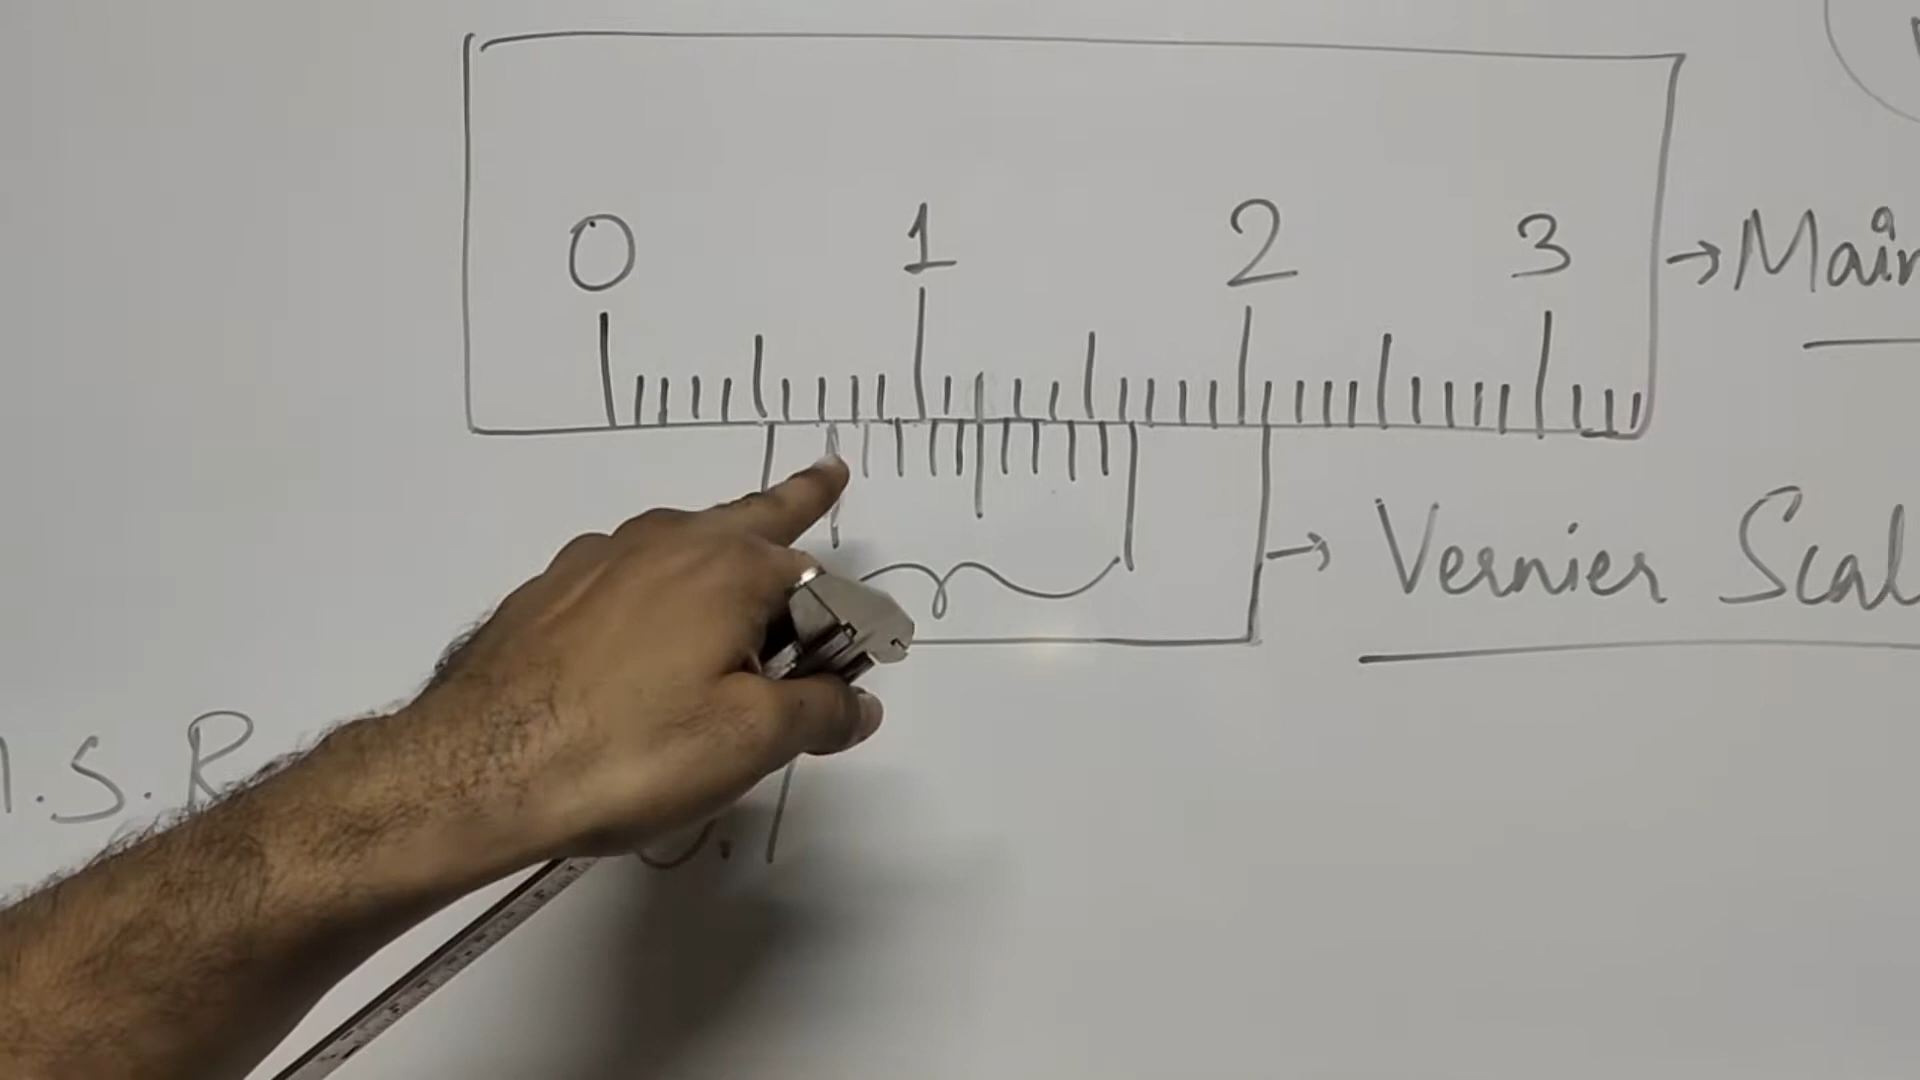 0 1 2 3
→ Main
→ Vernier Scal
.S.R